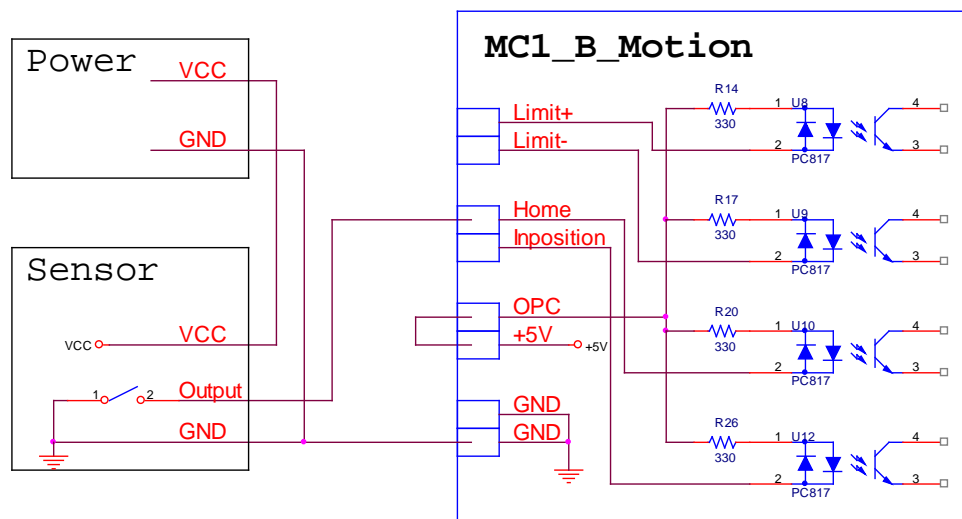 Power
VCC
GND
Sensor
VCC
VCC
1
2
Output
GND
MC1_B_Motion
Limit+
Limit-
Home
Inposition
OPC
+5V
+5V
GND
GND
R14
330
1
U8
2
PC817
4
3
R17
330
1
U9
2
PC817
4
3
R20
330
1
U10
2
PC817
4
3
R26
330
1
U12
2
PC817
4
3